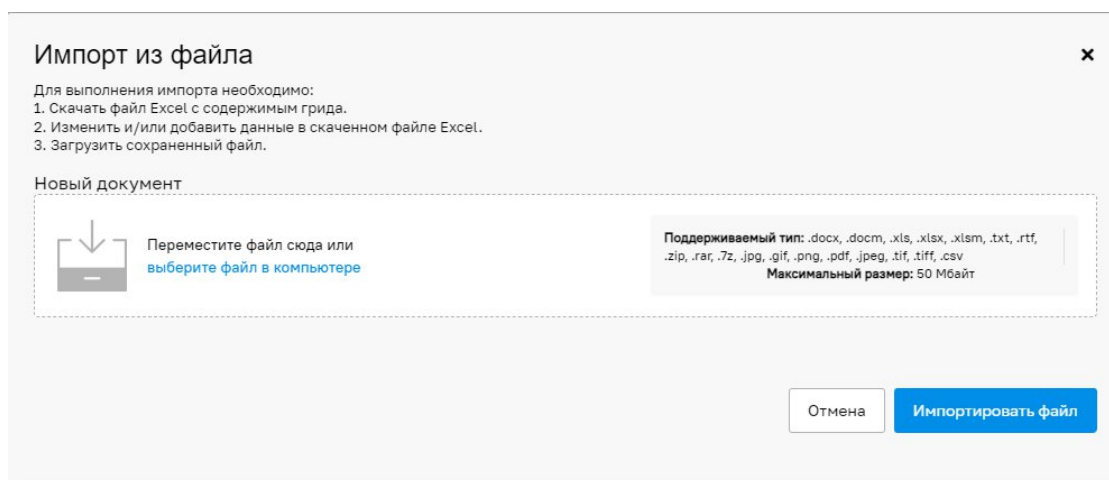 Импорт из файла
Для выполнения импорта необходимо:
1. Скачать файл Excel с содержимым грида.
2. Изменить и/или добавить данные в скаченном файле Excel.
3. Загрузить сохраненный файл.
Новый документ
Переместите файл сюда или
выберите файл в компьютере
Поддерживаемый тип: .docx, .docm, .xls, .xlsx, .xlsm, .txt, .rtf,
.zip, .rar, .7z, .jpg, .gif, .png, .pdf, .jpeg, .tif, .tiff, .csv
Максимальный размер: 50 Мбайт
Отмена
Импортировать файл